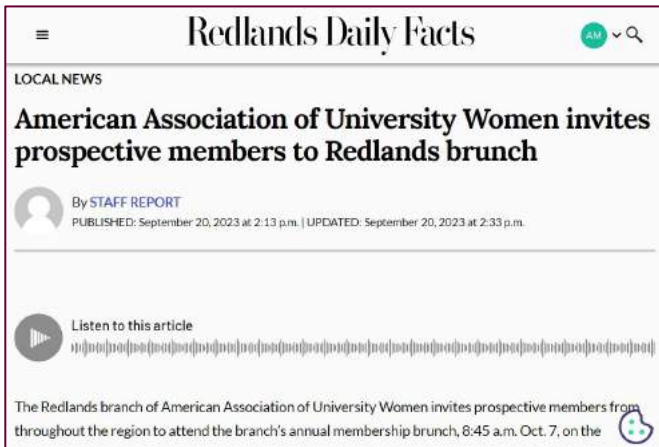 Redlands Daily Facts
AM
LOCAL NEWS
American Association of University Women invites
prospective members to Redlands brunch
By STAFF REPORT
PUBLISHED: September 20, 2023 at 2:13 p.m. | UPDATED: September 20, 2023 at 2:33 p.m.
Listen to this article
The Redlands branch of American Association of University Women invites prospective members from
throughout the region to attend the branch's annual membership brunch, 8:45 a.m. Oct. 7, on the